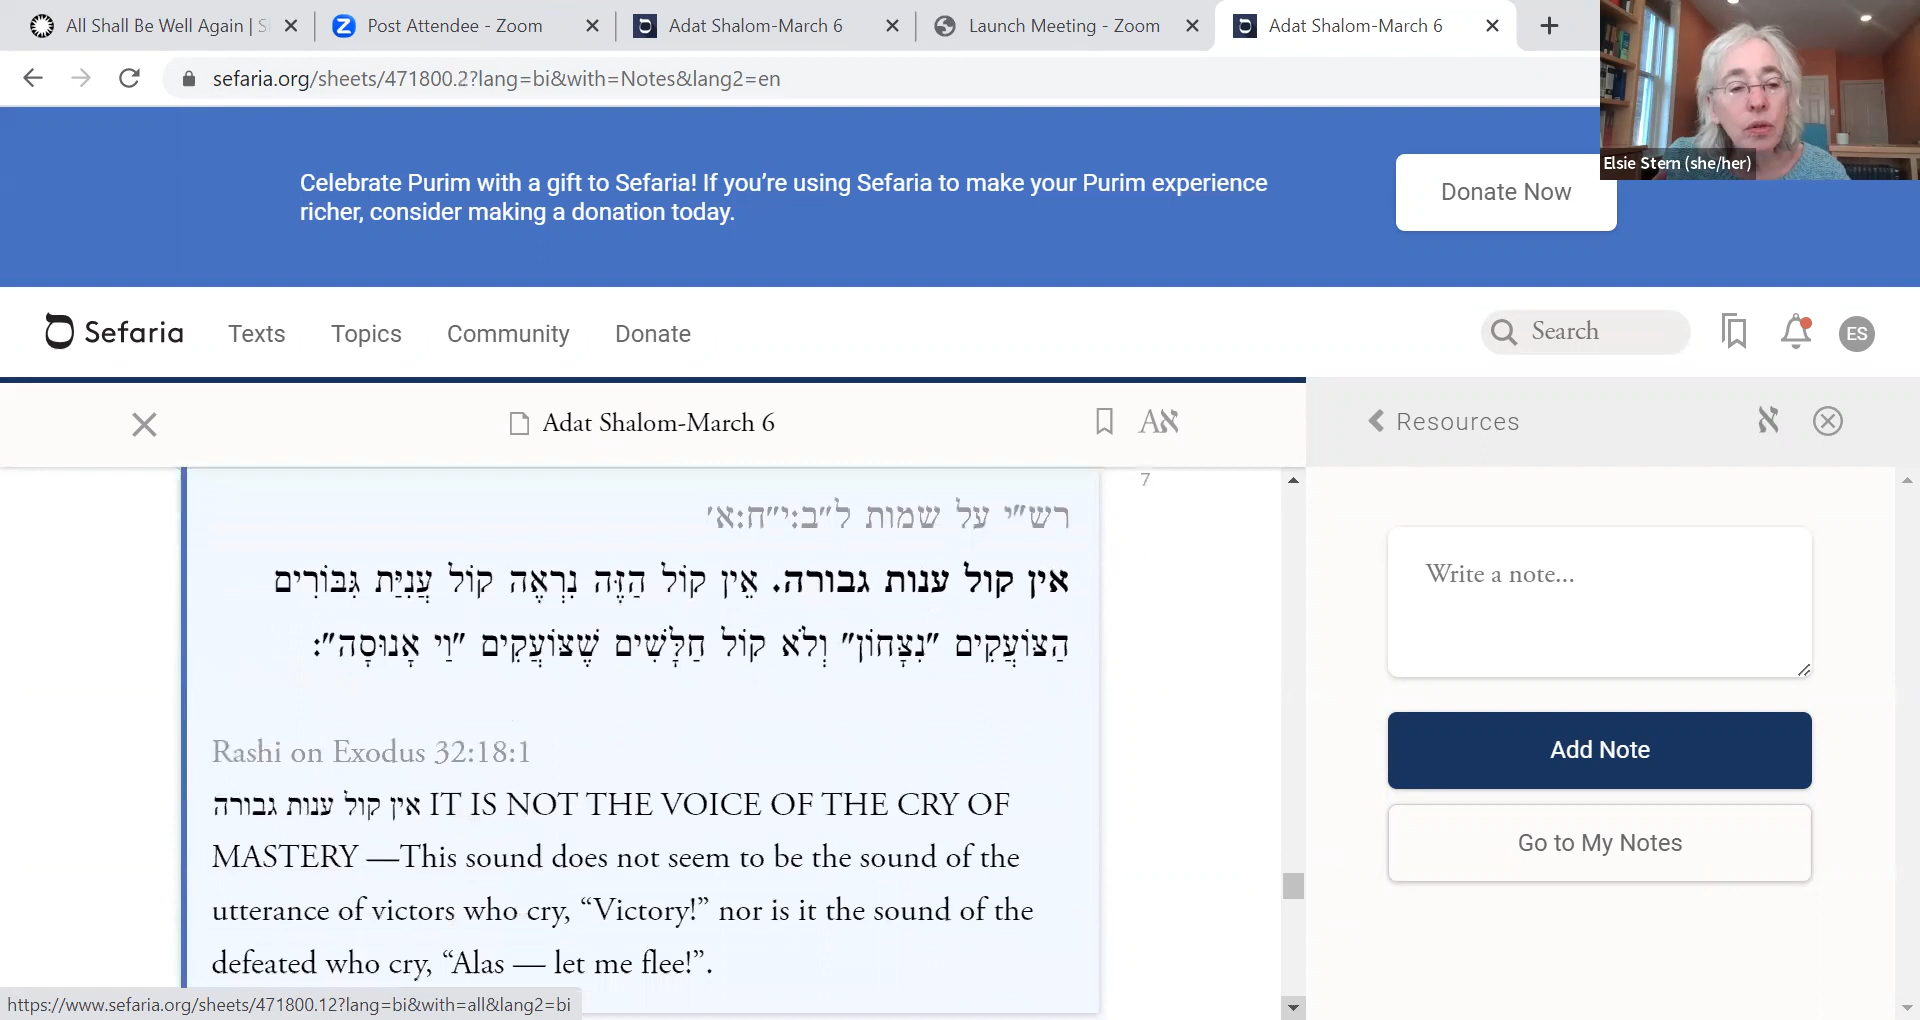 All Shall Be Well Again | S
Post Attendee - Zoom
Adat Shalom-March 6
Launch Meeting - Zoom
Adat Shalom-March 6
sefaria.org/sheets/471800.2?lang=bi&with=Notes&lang2=en
Elsie Stern (she/her)
Celebrate Purim with a gift to Sefaria! If you're using Sefaria to make your Purim experience
richer, consider making a donation today.
Donate Now
Sefaria
Texts
Topics
Community
Donate
Search
ES
Adat Shalom-March 6
Aא
Resources
א
7
רש״י על שמות ל״ב:י״ח:א׳
אין קול ענות גבורה. אֵין קוֹל הַזֶּה נִרְאֶה קוֹל עֲנִיַּת גִּבּוֹרִים
הַצּוֹעֲקִים "נִצָּחוֹן" וְלֹא קוֹל חַלָּשִׁים שֶׁצּוֹעֲקִים "וַי אָנוּסָה":
Rashi on Exodus 32:18:1
אין קול ענות גבורה IT IS NOT THE VOICE OF THE CRY OF
MASTERY —This sound does not seem to be the sound of the
utterance of victors who cry, “Victory!” nor is it the sound of the
defeated who cry, “Alas — let me flee!”.
Write a note...
Add Note
Go to My Notes
https://www.sefaria.org/sheets/471800.12?lang=bi&with=all&lang2=bi